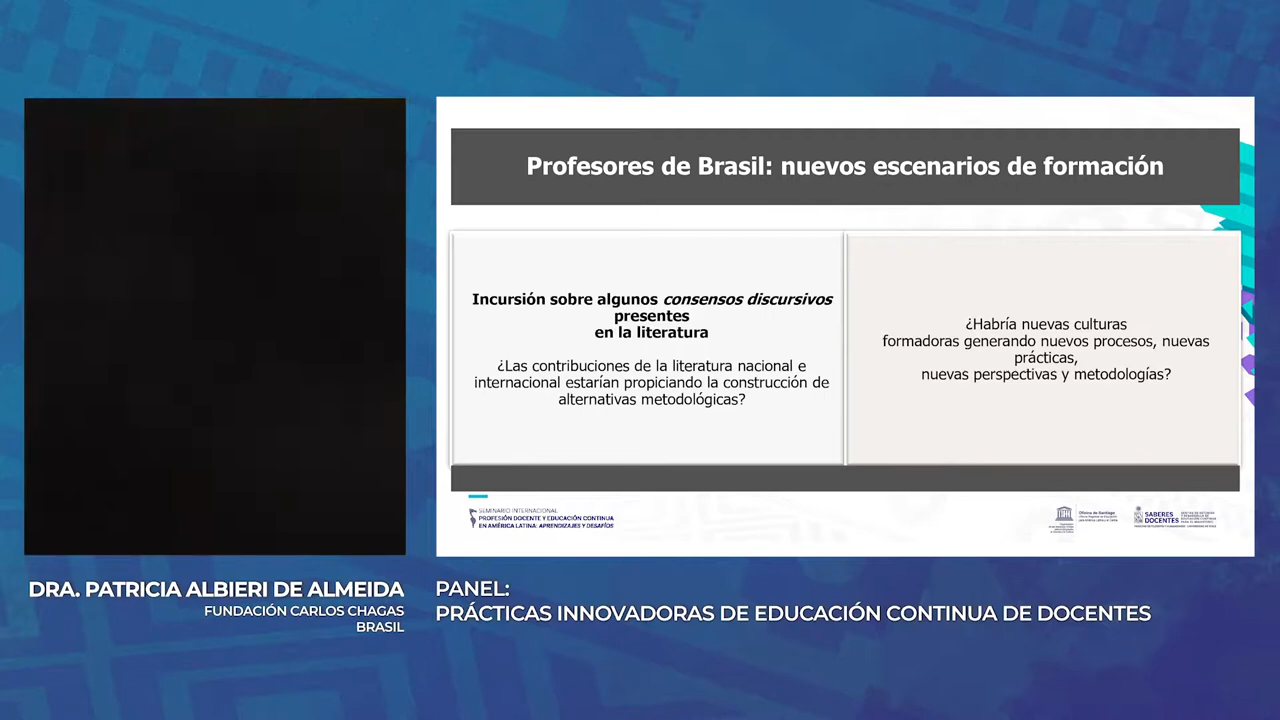 Profesores de Brasil: nuevos escenarios de formación
Incursión sobre algunos consensos discursivos
presentes
en la literatura
¿Las contribuciones de la literatura nacional e
internacional estarían propiciando la construcción de
alternativas metodológicas?
¿Habría nuevas culturas
formadoras generando nuevos procesos, nuevas
prácticas,
nuevas perspectivas y metodologías?
SEMINARIO INTERNACIONAL
PROFESIÓN DOCENTE Y EDUCACIÓN CONTINUA
EN AMÉRICA LATINA: APRENDIZAJES Y DESAFÍOS
Oficina de Santiago
SABERES
DOCENTES
DRA. PATRICIA ALBIERI DE ALMEIDA
FUNDACIÓN CARLOS CHAGAS
BRASIL
PANEL:
PRÁCTICAS INNOVADORAS DE EDUCACIÓN CONTINUA DE DOCENTES